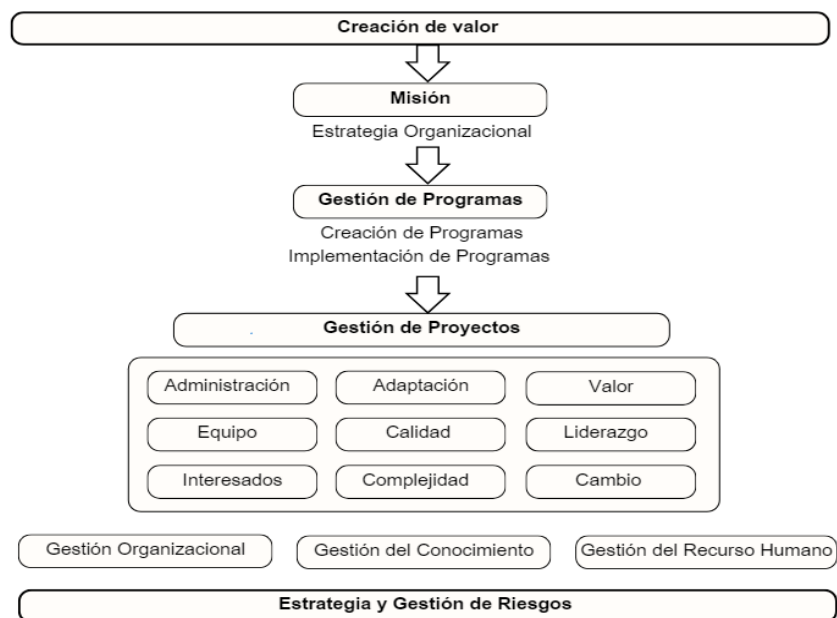 Creación de valor
Misión
Estrategia Organizacional
Gestión de Programas
Creación de Programas
Implementación de Programas
Gestión de Proyectos
Administración
Adaptación
Valor
Equipo
Calidad
Liderazgo
Interesados
Complejidad
Cambio
Gestión Organizacional
Gestión del Conocimiento
Gestión del Recurso Humano
Estrategia y Gestión de Riesgos